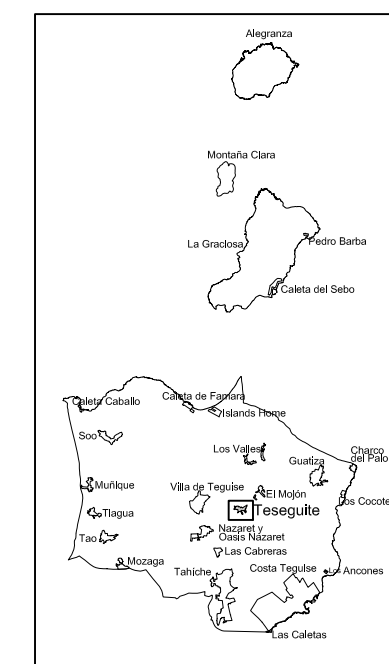 Alegranza
Montaña Clara
La Graciosa
Pedro Barba
Caleta del Sebo
Caleta Caballo
Caleta de Famara
Islands Home
Soo
Los Valles
Guatiza
Charco
del Palo
Muñique
Villa de Teguise
El Mojón
Los Cocote
Tiagua
Teseguite
Nazaret y
Oasis Nazaret
Tao
Las Cabreras
Mozaga
Tahíche
Costa Teguise
Los Ancones
Las Caletas